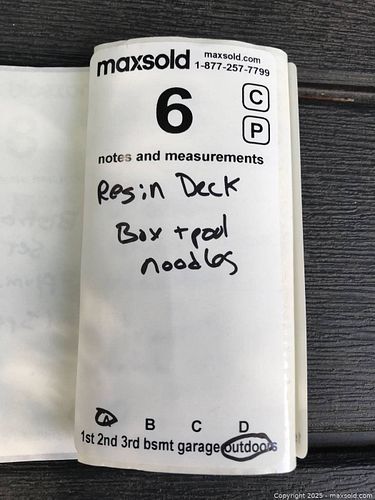 maxsold maxsold.com
1-877-257-7799
6 C
P
notes and measurements
Resin Deck
Box + pool
noodles
A B C D
1st 2nd 3rd bsmt garage outdoors
Copyright 2025 - maxsold.com